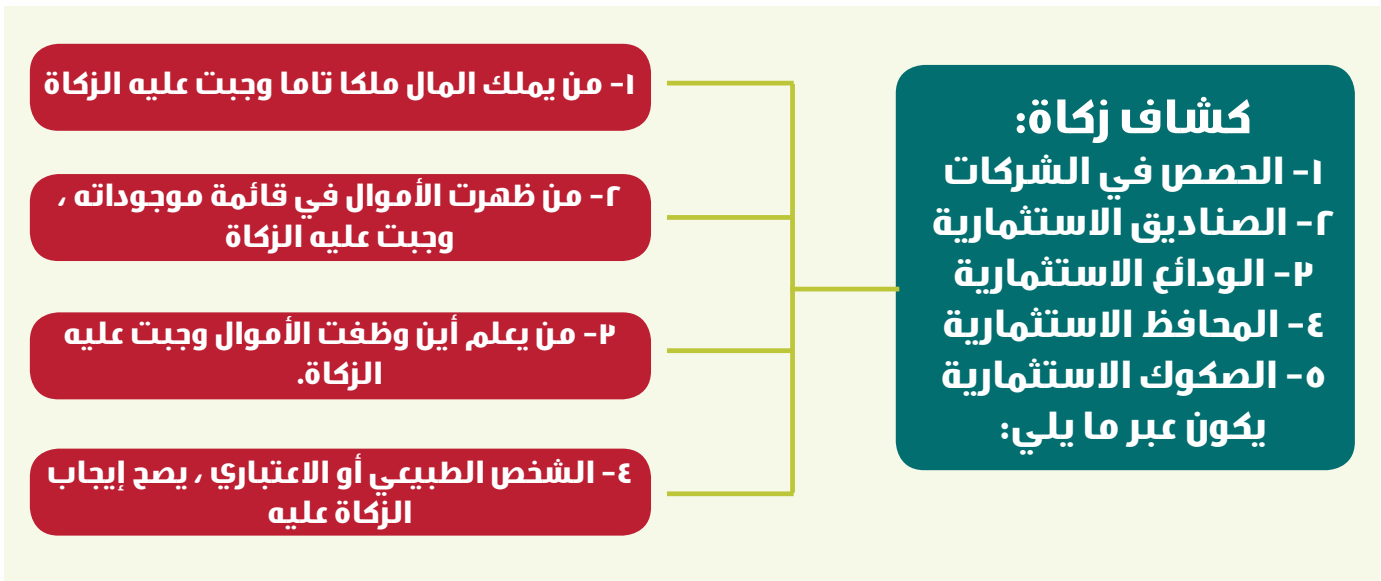 كشاف زكاة:
١- الحصص في الشركات
٢- الصناديق الاستثمارية
٣- الودائع الاستثمارية
٤- المحافظ الاستثمارية
٥- الصكوك الاستثمارية
يكون عبر ما يلي:
١- من يملك المال ملكا تاما وجبت عليه الزكاة
٢- من ظهرت الأموال في قائمة موجوداته ،
وجبت عليه الزكاة
٣- من يعلم أين وظفت الأموال وجبت عليه
الزكاة.
٤- الشخص الطبيعي أو الاعتباري ، يصح إيجاب
الزكاة عليه